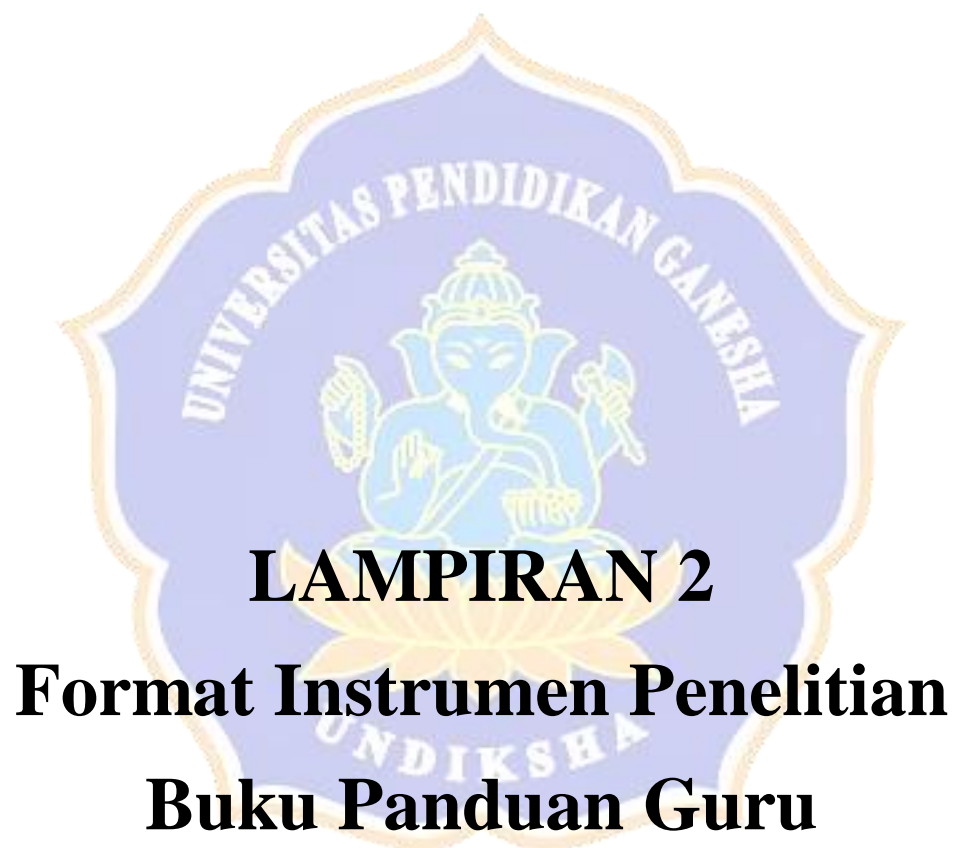 UNIVERSITAS PENDIDIKAN GANESHA
LAMPIRAN 2
Format Instrumen Penelitian
UNDIKSHA
Buku Panduan Guru